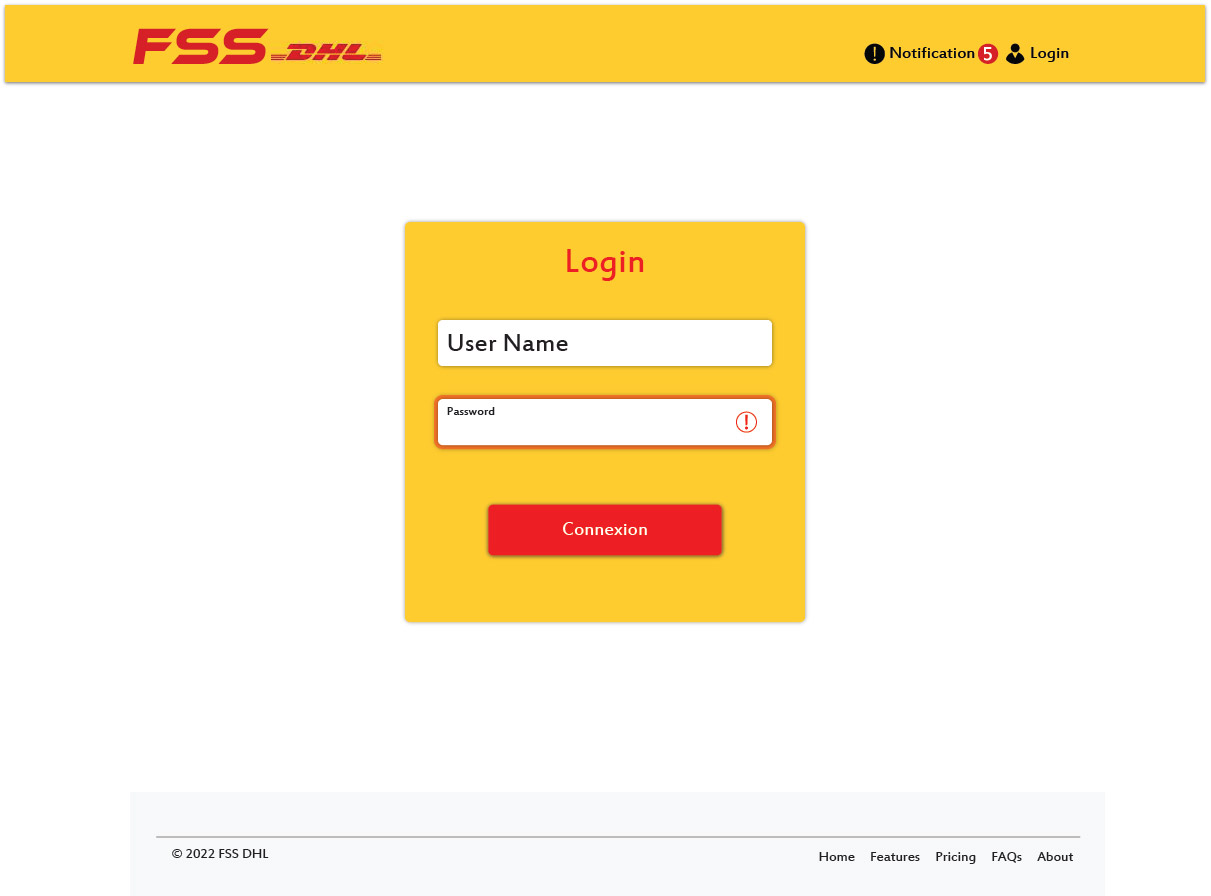 FSS DHL
Notification 5 Login
Login
User Name
Password
Connexion
© 2022 FSS DHL
Home Features Pricing FAQs About